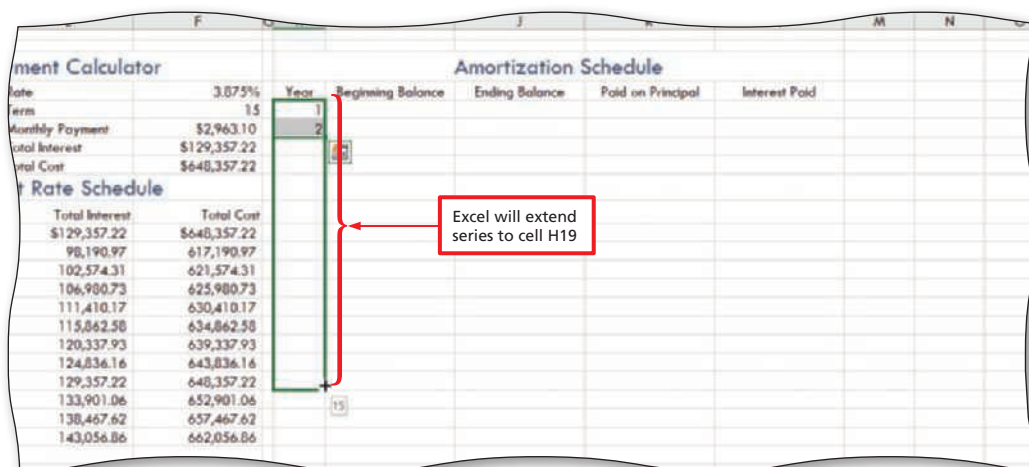 F J M N
ment Calculator Amortization Schedule
Rate 3.875% Year Beginning Balance Ending Balance Paid on Principal Interest Paid
Term 15 1
Monthly Payment $2,963.10 2
otal Interest $129,357.22
otal Cost $648,357.22
t Rate Schedule
Total Interest Total Cost
$129,357.22 $648,357.22
98,190.97 617,190.97
102,574.31 621,574.31
106,980.73 625,980.73
111,410.17 630,410.17
115,862.58 634,862.58
120,337.93 639,337.93
124,836.16 643,836.16
129,357.22 648,357.22
133,901.06 652,901.06
138,467.62 657,467.62
143,056.86 662,056.86
Excel will extend
series to cell H19
15